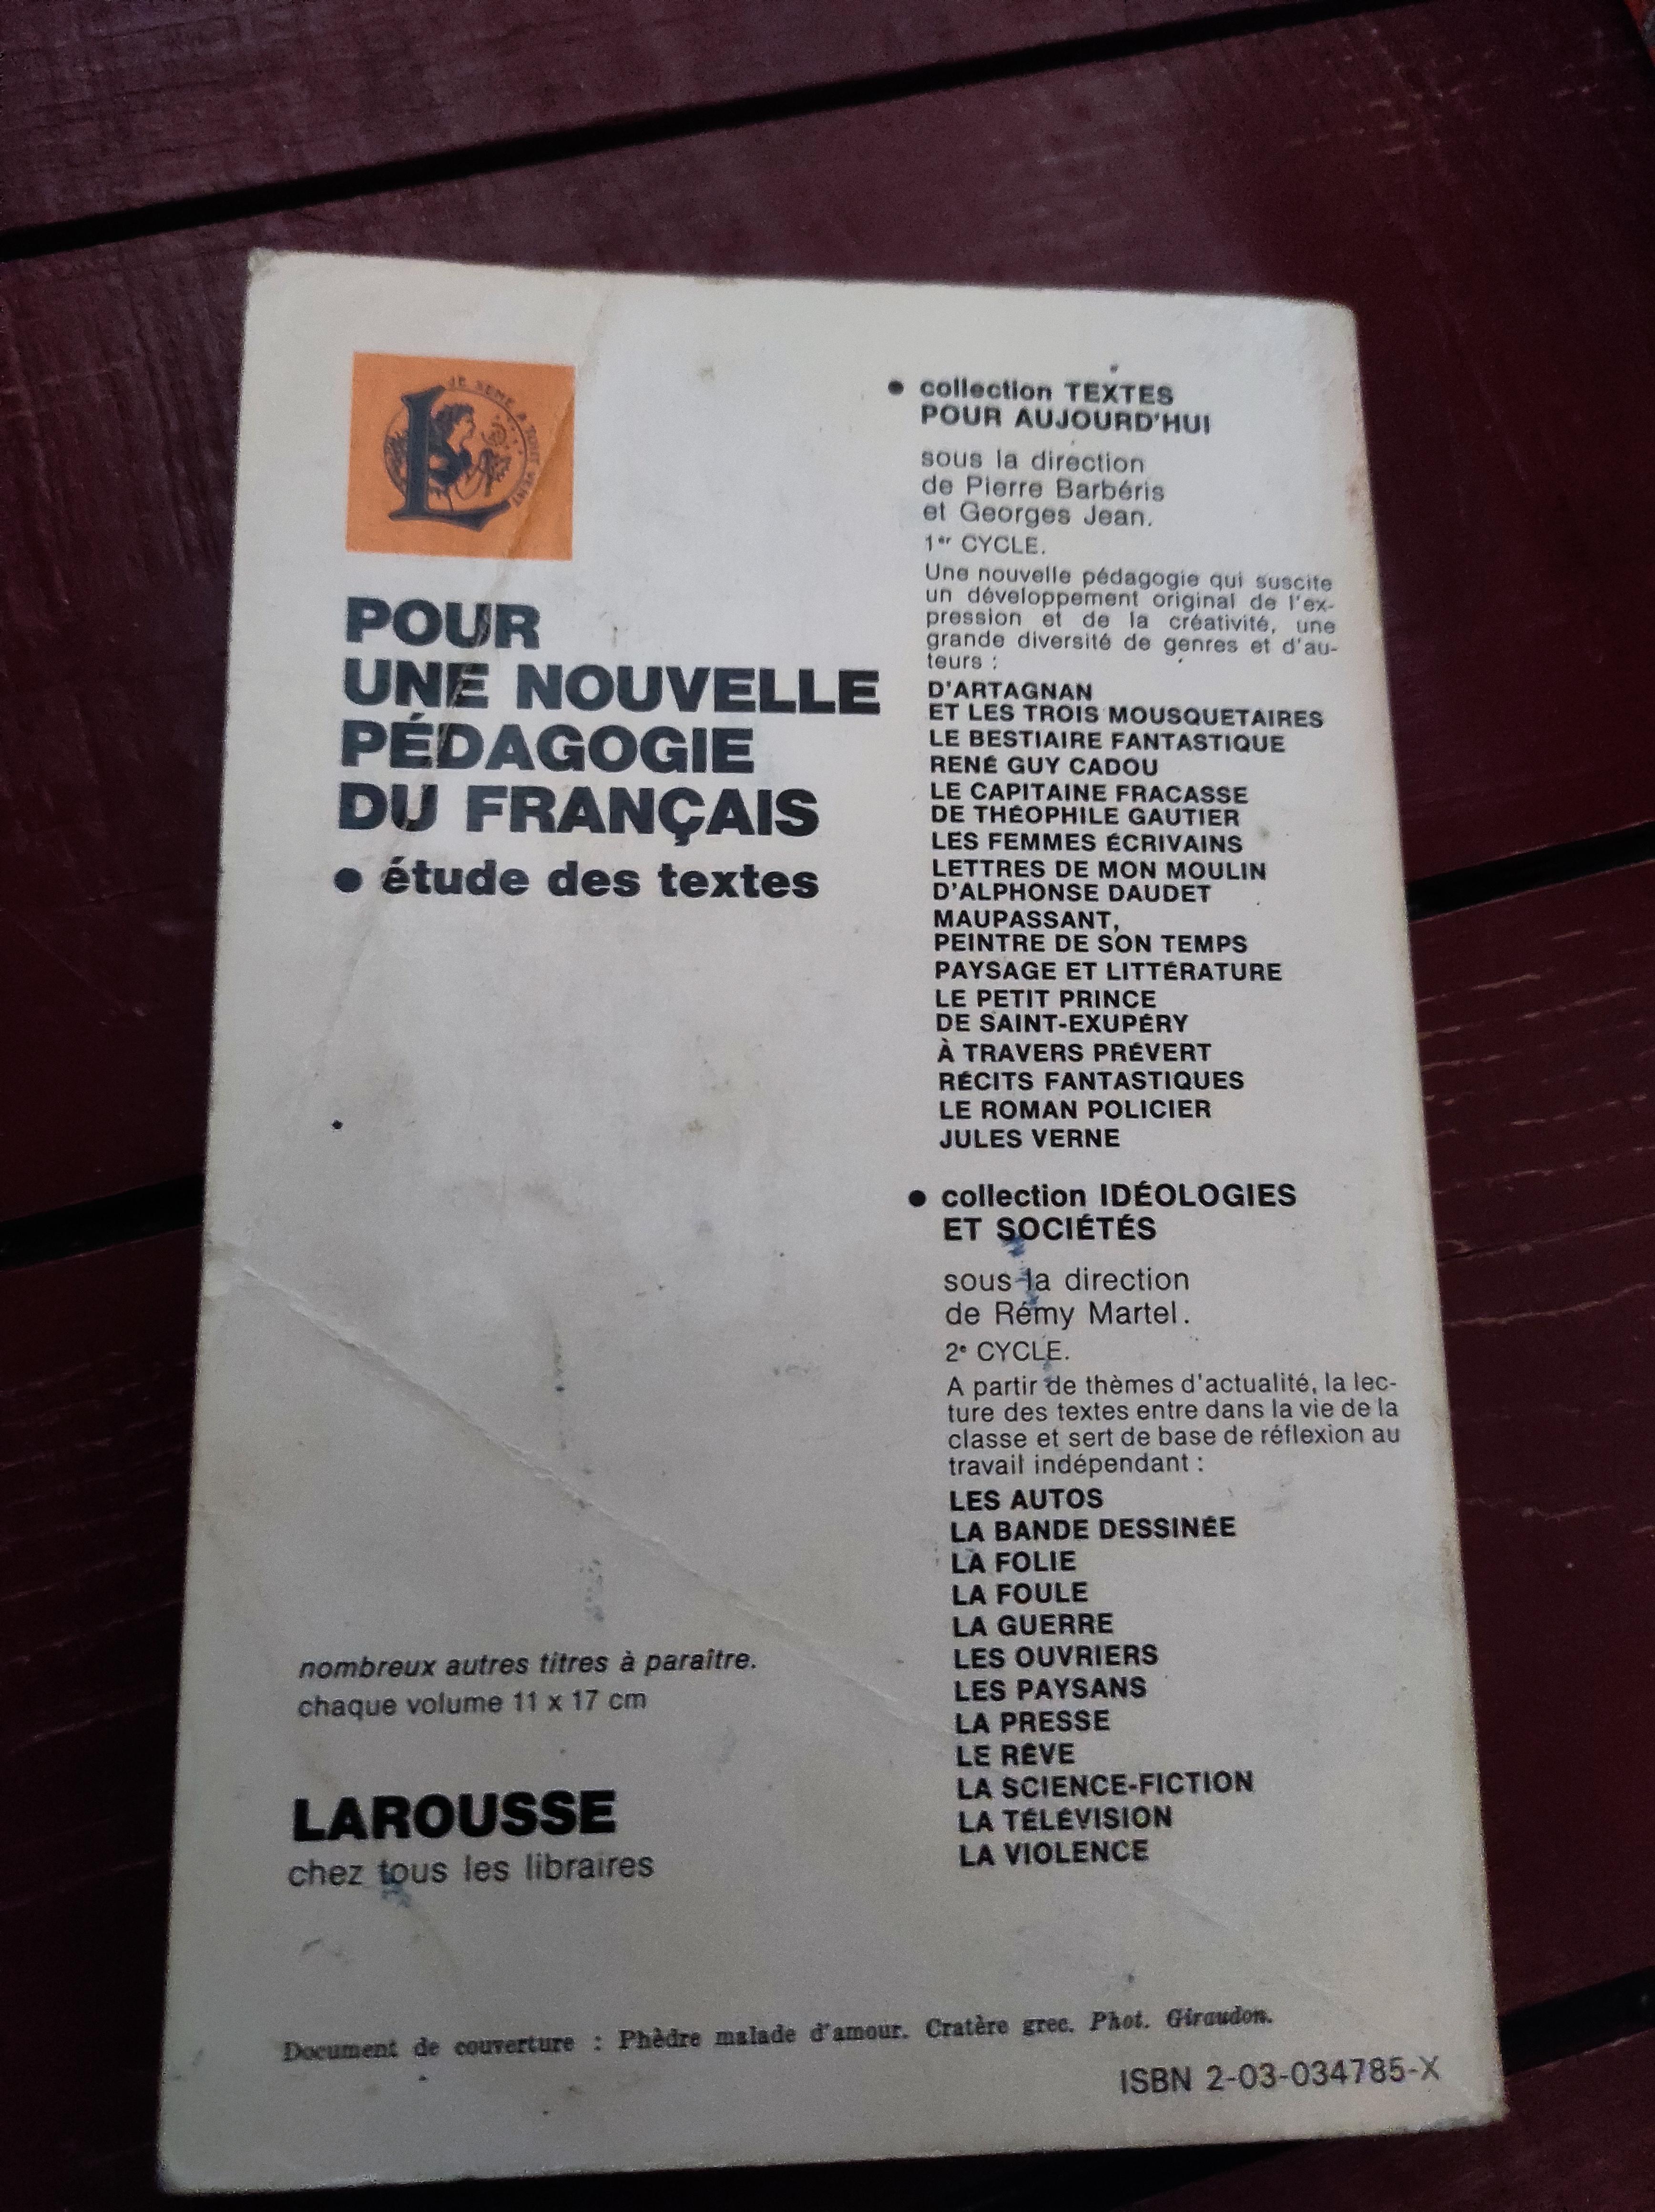 JE SEME A TOUT VENT
L
POUR
UNE NOUVELLE
PÉDAGOGIE
DU FRANÇAIS
• étude des textes
nombreux autres titres à paraître.
chaque volume 11 x 17 cm
LAROUSSE
chez tous les libraires
• collection TEXTES
POUR AUJOURD'HUI
sous la direction
de Pierre Barbéris
et Georges Jean.
1er CYCLE.
Une nouvelle pédagogie qui suscite
un développement original de l'ex-
pression et de la créativité, une
grande diversité de genres et d'au-
teurs :
D'ARTAGNAN
ET LES TROIS MOUSQUETAIRES
LE BESTIAIRE FANTASTIQUE
RENÉ GUY CADOU
LE CAPITAINE FRACASSE
DE THÉOPHILE GAUTIER
LES FEMMES ÉCRIVAINS
LETTRES DE MON MOULIN
D'ALPHONSE DAUDET
MAUPASSANT,
PEINTRE DE SON TEMPS
PAYSAGE ET LITTÉRATURE
LE PETIT PRINCE
DE SAINT-EXUPÉRY
À TRAVERS PRÉVERT
RÉCITS FANTASTIQUES
LE ROMAN POLICIER
JULES VERNE
• collection IDÉOLOGIES
ET SOCIÉTÉS
sous la direction
de Rémy Martel.
2e CYCLE.
A partir de thèmes d'actualité, la lec-
ture des textes entre dans la vie de la
classe et sert de base de réflexion au
travail indépendant :
LES AUTOS
LA BANDE DESSINÉE
LA FOLIE
LA FOULE
LA GUERRE
LES OUVRIERS
LES PAYSANS
LA PRESSE
LE RÊVE
LA SCIENCE-FICTION
LA TÉLÉVISION
LA VIOLENCE
Document de couverture : Phèdre malade d'amour. Cratère grec. Phot. Giraudon.
ISBN 2-03-034785-X